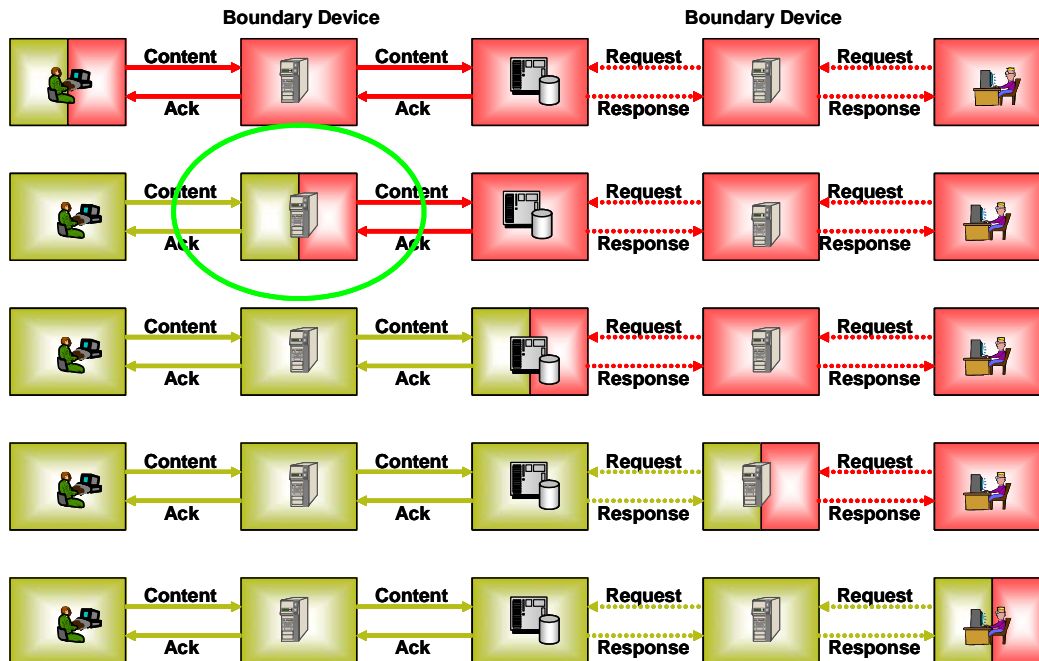 Boundary Device Boundary Device
Content Content Request Request
Ack Ack Response Response
Content Content Request Request
Ack Ack Response Response
Content Content Request Request
Ack Ack Response Response
Content Content Request Request
Ack Ack Response Response
Content Content Request Request
Ack Ack Response Response